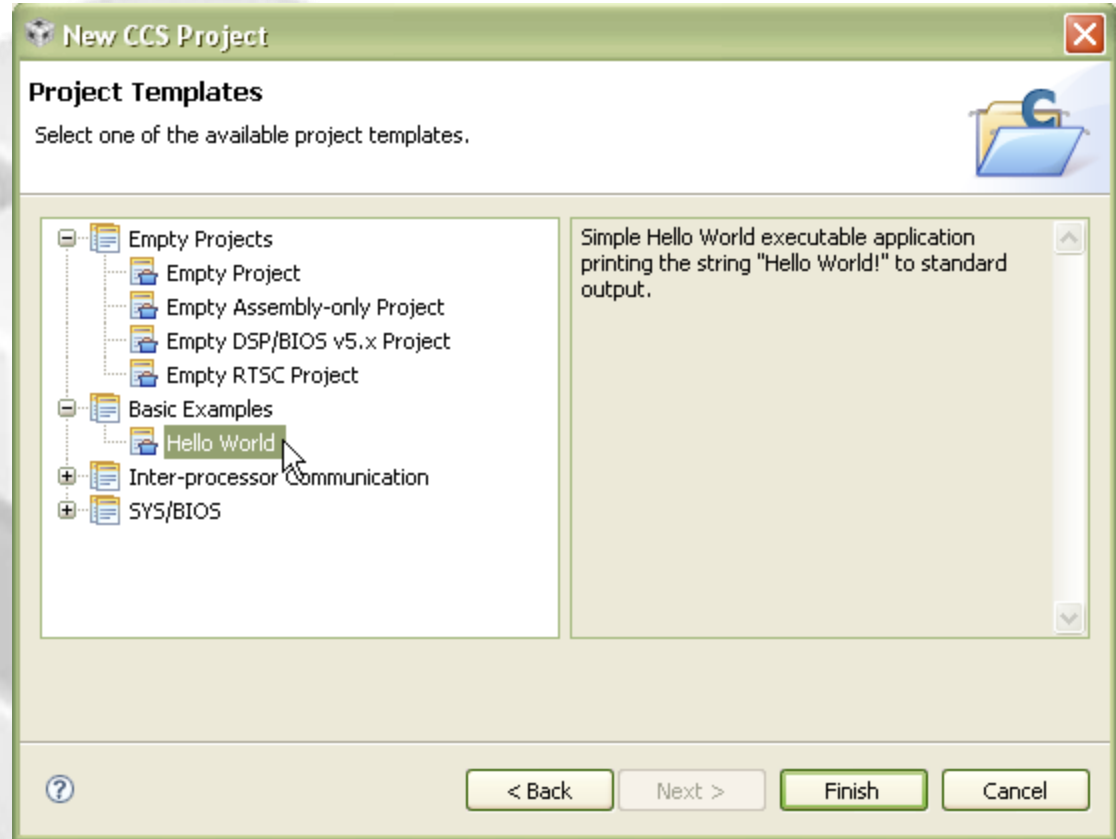 New CCS Project
Project Templates
Select one of the available project templates.
Empty Projects
Empty Project
Empty Assembly-only Project
Empty DSP/BIOS v5.x Project
Empty RTSC Project
Basic Examples
Hello World
Inter-processor Communication
SYS/BIOS
Simple Hello World executable application
printing the string "Hello World!" to standard
output.
< Back
Next >
Finish
Cancel